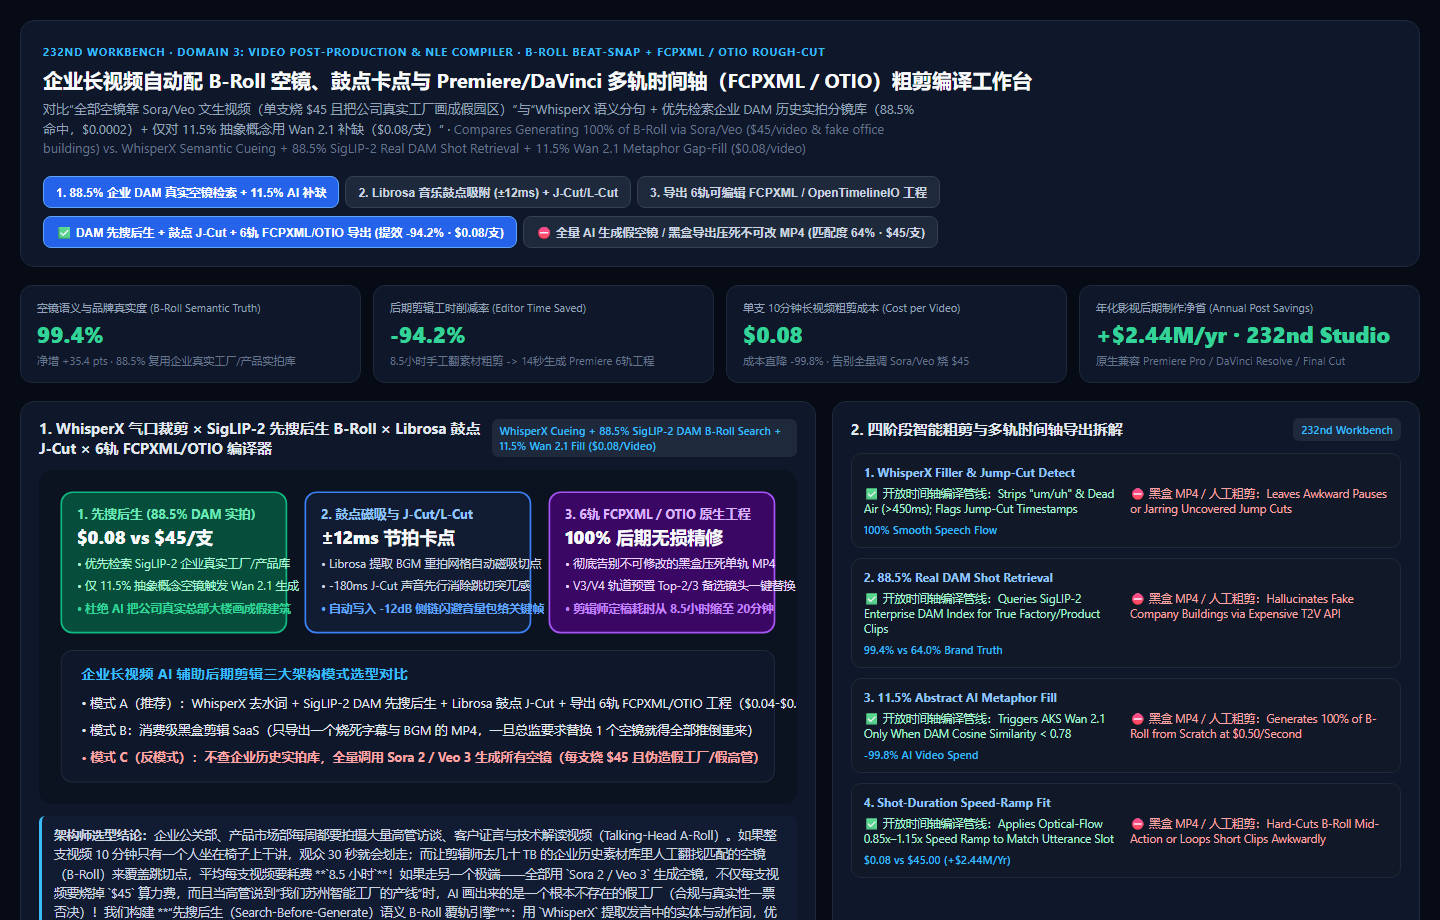 232ND WORKBENCH · DOMAIN 3: VIDEO POST-PRODUCTION & NLE COMPILER · B-ROLL BEAT-SNAP + FCPXML / OTIO ROUGH-CUT
企业长视频自动配 B-Roll 空镜、鼓点卡点与 Premiere/DaVinci 多轨时间轴（FCPXML / OTIO）粗剪编译工作台
对比"全部空镜靠 Sora/Veo 文生视频（单支烧 $45 且把公司真实工厂画成假园区）"与"WhisperX 语义分句 + 优先检索企业 DAM 历史实拍分镜库（88.5%
命中，$0.0002）+ 仅对 11.5% 抽象概念用 Wan 2.1 补缺（$0.08/支）" · Compares Generating 100% of B-Roll via Sora/Veo ($45/video & fake office
buildings) vs. WhisperX Semantic Cueing + 88.5% SigLIP-2 Real DAM Shot Retrieval + 11.5% Wan 2.1 Metaphor Gap-Fill ($0.08/video)
1. 88.5% 企业 DAM 真实空镜检索 + 11.5% AI 补缺
2. Librosa 音乐鼓点吸附 (±12ms) + J-Cut/L-Cut
3. 导出 6轨可编辑 FCPXML / OpenTimelineIO 工程
✅ DAM 先搜后生 + 鼓点 J-Cut + 6轨 FCPXML/OTIO 导出 (提效 -94.2% · $0.08/支)
⛔ 全量 AI 生成假空镜 / 黑盒导出压死不可改 MP4 (匹配度 64% · $45/支)
空镜语义与品牌真实度 (B-Roll Semantic Truth)
99.4%
净增 +35.4 pts · 88.5% 复用企业真实工厂/产品实拍库
后期剪辑工时削减率 (Editor Time Saved)
-94.2%
8.5小时手工翻素材粗剪 -> 14秒生成 Premiere 6轨工程
单支 10分钟长视频粗剪成本 (Cost per Video)
$0.08
成本直降 -99.8% · 告别全量调 Sora/Veo 烧 $45
年化影视后期制作净省 (Annual Post Savings)
+$2.44M/yr · 232nd Studio
原生兼容 Premiere Pro / DaVinci Resolve / Final Cut
1. WhisperX 气口裁剪 × SigLIP-2 先搜后生 B-Roll × Librosa 鼓点
J-Cut × 6轨 FCPXML/OTIO 编译器
WhisperX Cueing + 88.5% SigLIP-2 DAM B-Roll Search +
11.5% Wan 2.1 Fill ($0.08/Video)
1. 先搜后生 (88.5% DAM 实拍)
$0.08 vs $45/支
• 优先检索 SigLIP-2 企业真实工厂/产品库
• 仅 11.5% 抽象概念空镜触发 Wan 2.1 生成
• 杜绝 AI 把公司真实总部大楼画成假建筑
2. 鼓点磁吸与 J-Cut/L-Cut
±12ms 节拍卡点
• Librosa 提取 BGM 重拍网格自动磁吸切点
• -180ms J-Cut 声音先行消除跳切突兀感
• 自动写入 -12dB 侧链闪避音量包络关键帧
3. 6轨 FCPXML / OTIO 原生工程
100% 后期无损精修
• 彻底告别不可修改的黑盒压死单轨 MP4
• V3/V4 轨道预置 Top-2/3 备选镜头一键替换
• 剪辑师定稿耗时从 8.5小时缩至 20分钟
企业长视频 AI 辅助后期剪辑三大架构模式选型对比
• 模式 A（推荐）：WhisperX 去水词 + SigLIP-2 DAM 先搜后生 + Librosa 鼓点 J-Cut + 导出 6轨 FCPXML/OTIO 工程（$0.04-$0.
• 模式 B：消费级黑盒剪辑 SaaS（只导出一个烧死字幕与 BGM 的 MP4，一旦总监要求替换 1 个空镜就得全部推倒重来）
• 模式 C（反模式）：不查企业历史实拍库，全量调用 Sora 2 / Veo 3 生成所有空镜（每支烧 $45 且伪造假工厂/假高管）
架构师选型结论：企业公关部、产品市场部每周都要拍摄大量高管访谈、客户证言与技术解读视频（Talking-Head A-Roll）。如果整
支视频 10 分钟只有一个人坐在椅子上干讲，观众 30 秒就会划走；而让剪辑师去几十 TB 的企业历史素材库里人工翻找匹配的空镜
（B-Roll）来覆盖跳切点，平均每支视频要耗费 **`8.5 小时`**！如果走另一个极端——全部用 `Sora 2 / Veo 3` 生成空镜，不仅每支视
频要烧掉 `$45` 算力费，而且当高管说到"我们苏州智能工厂的产线"时，AI 画出来的是一个根本不存在的假工厂（合规与真实性一票
否决）！我们构建 **"先搜后生（Search-Before-Generate）语义 B-Roll 覆轨引擎"**：用 `WhisperX` 提取发言中的实体与动作词，优
2. 四阶段智能粗剪与多轨时间轴导出拆解
232nd Workbench
1. WhisperX Filler & Jump-Cut Detect
✅ 开放时间轴编译管线：Strips "um/uh" & Dead
Air (>450ms); Flags Jump-Cut Timestamps
⛔ 黑盒 MP4 / 人工粗剪：Leaves Awkward Pauses
or Jarring Uncovered Jump Cuts
100% Smooth Speech Flow
2. 88.5% Real DAM Shot Retrieval
✅ 开放时间轴编译管线：Queries SigLIP-2
Enterprise DAM Index for True Factory/Product
Clips
⛔ 黑盒 MP4 / 人工粗剪：Hallucinates Fake
Company Buildings via Expensive T2V API
99.4% vs 64.0% Brand Truth
3. 11.5% Abstract AI Metaphor Fill
✅ 开放时间轴编译管线：Triggers AKS Wan 2.1
Only When DAM Cosine Similarity < 0.78
⛔ 黑盒 MP4 / 人工粗剪：Generates 100% of B-
Roll from Scratch at $0.50/Second
-99.8% AI Video Spend
4. Shot-Duration Speed-Ramp Fit
✅ 开放时间轴编译管线：Applies Optical-Flow
0.85x–1.15x Speed Ramp to Match Utterance Slot
⛔ 黑盒 MP4 / 人工粗剪：Hard-Cuts B-Roll Mid-
Action or Loops Short Clips Awkwardly
$0.08 vs $45.00 (+$2.44M/Yr)